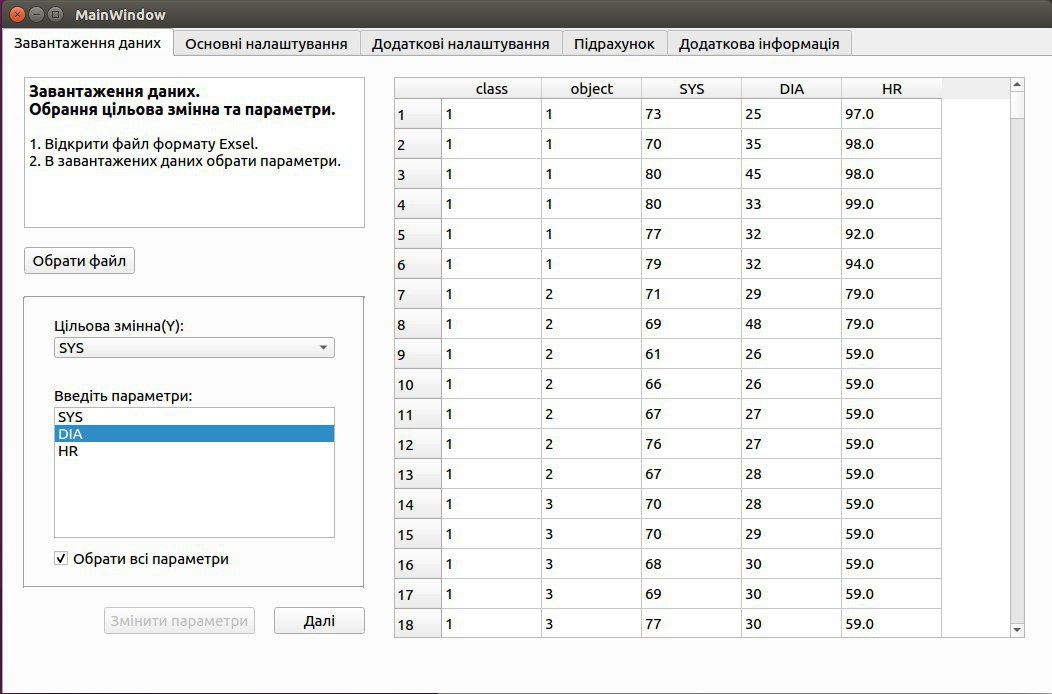 MainWindow
Завантаження даних Основні налаштування Додаткові налаштування Підрахунок Додаткова інформація
Завантаження даних.
Обрання цільова змінна та параметри.
1. Відкрити файл формату Exsel.
2. В завантажених даних обрати параметри.
Обрати файл
Цільова змінна(Y):
SYS
Введіть параметри:
SYS
DIA
HR
Обрати всі параметри
Змінити параметри Далі
class object SYS DIA HR
1 1 1 73 25 97.0
2 1 1 70 35 98.0
3 1 1 80 45 98.0
4 1 1 80 33 99.0
5 1 1 77 32 92.0
6 1 1 79 32 94.0
7 1 2 71 29 79.0
8 1 2 69 48 79.0
9 1 2 61 26 59.0
10 1 2 66 26 59.0
11 1 2 67 27 59.0
12 1 2 76 27 59.0
13 1 2 67 28 59.0
14 1 3 70 28 59.0
15 1 3 70 29 59.0
16 1 3 68 30 59.0
17 1 3 69 30 59.0
18 1 3 77 30 59.0